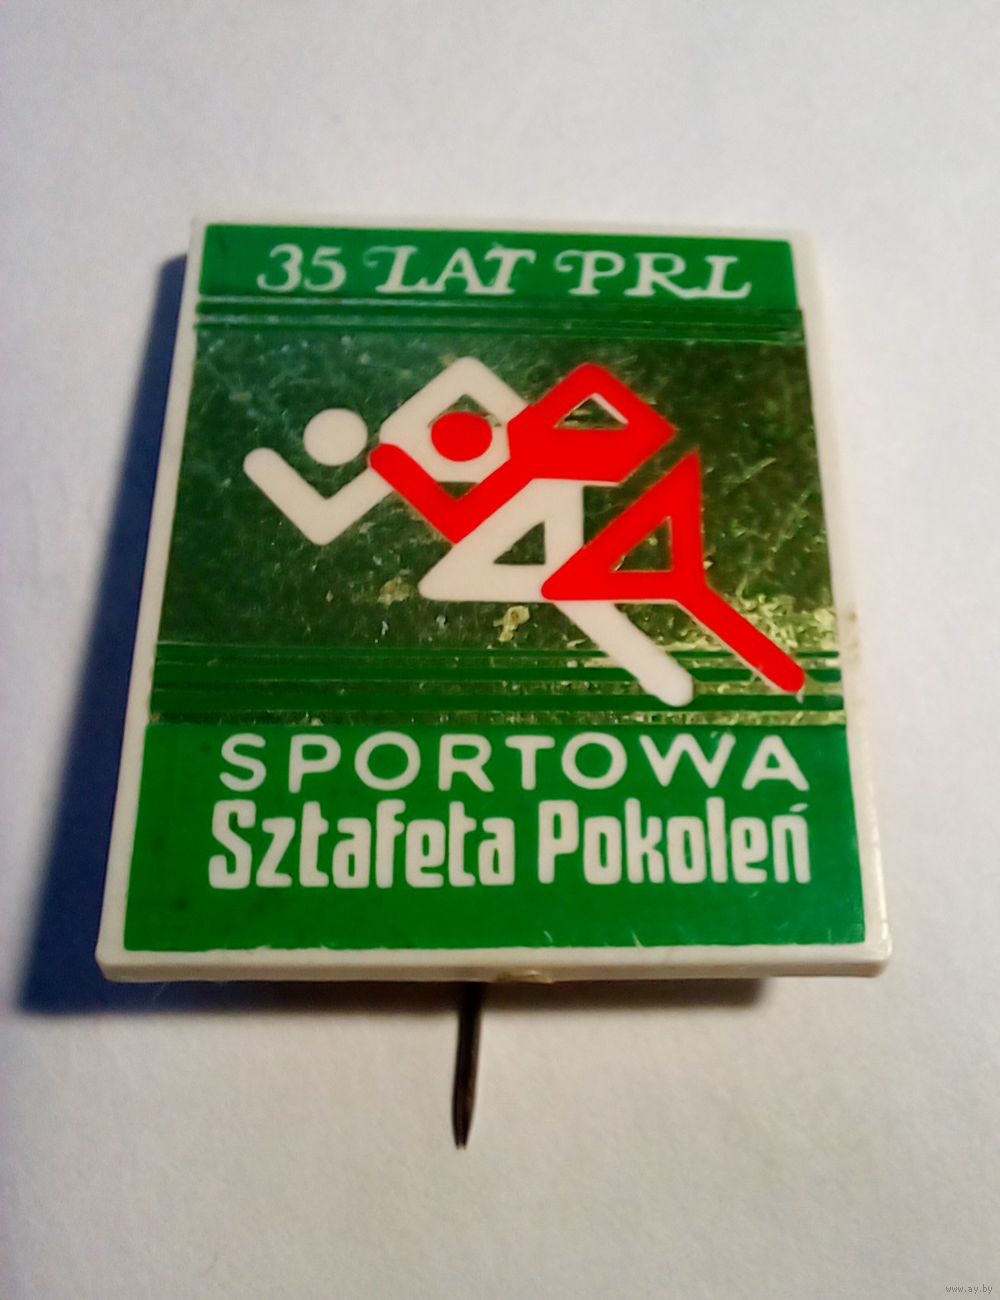 35 LAT PRL
SPORTOWA
Sztafeta Pokoleń
www.ay.by